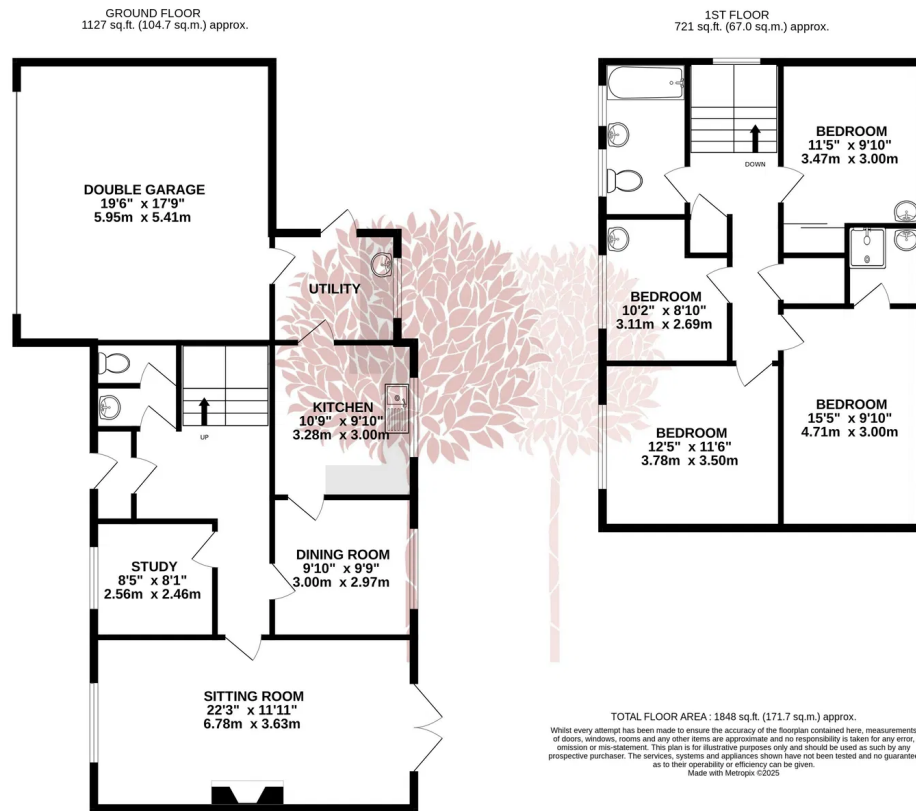 GROUND FLOOR
1127 sq.ft. (104.7 sq.m.) approx.
DOUBLE GARAGE
19'6" x 17'9"
5.95m x 5.41m
UTILITY
KITCHEN
10'9" x 9'10"
3.28m x 3.00m
UP
STUDY
8'5" x 8'1"
2.56m x 2.46m
DINING ROOM
9'10" x 9'9"
3.00m x 2.97m
SITTING ROOM
22'3" x 11'11"
6.78m x 3.63m
1ST FLOOR
721 sq.ft. (67.0 sq.m.) approx.
BEDROOM
11'5" x 9'10"
3.47m x 3.00m
DOWN
BEDROOM
10'2" x 8'10"
3.11m x 2.69m
BEDROOM
12'5" x 11'6"
3.78m x 3.50m
BEDROOM
15'5" x 9'10"
4.71m x 3.00m
TOTAL FLOOR AREA : 1848 sq.ft. (171.7 sq.m.) approx.
Whilst every attempt has been made to ensure the accuracy of the floorplan contained here, measurements
of doors, windows, rooms and any other items are approximate and no responsibility is taken for any error,
omission or mis-statement. This plan is for illustrative purposes only and should be used as such by any
prospective purchaser. The services, systems and appliances shown have not been tested and no guarantee
as to their operability or efficiency can be given.
Made with Metropix ©2025